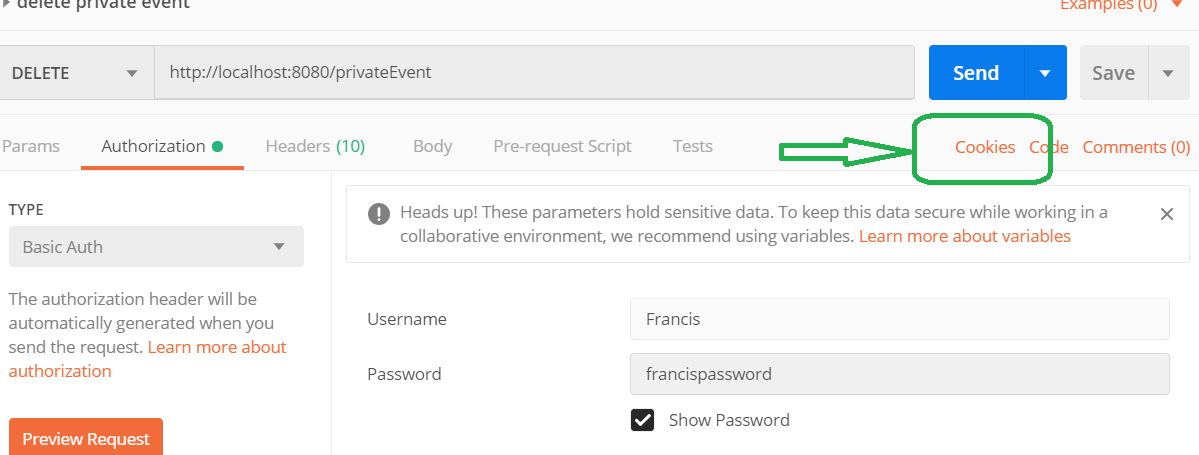 delete private event
Examples (0)
DELETE
http://localhost:8080/privateEvent
Send
Save
Params
Authorization
Headers (10)
Body
Pre-request Script
Tests
Cookies
Code
Comments (0)
TYPE
Basic Auth
The authorization header will be
automatically generated when you
send the request. Learn more about
authorization
Preview Request
Heads up! These parameters hold sensitive data. To keep this data secure while working in a
collaborative environment, we recommend using variables. Learn more about variables
Username
Francis
Password
francispassword
Show Password